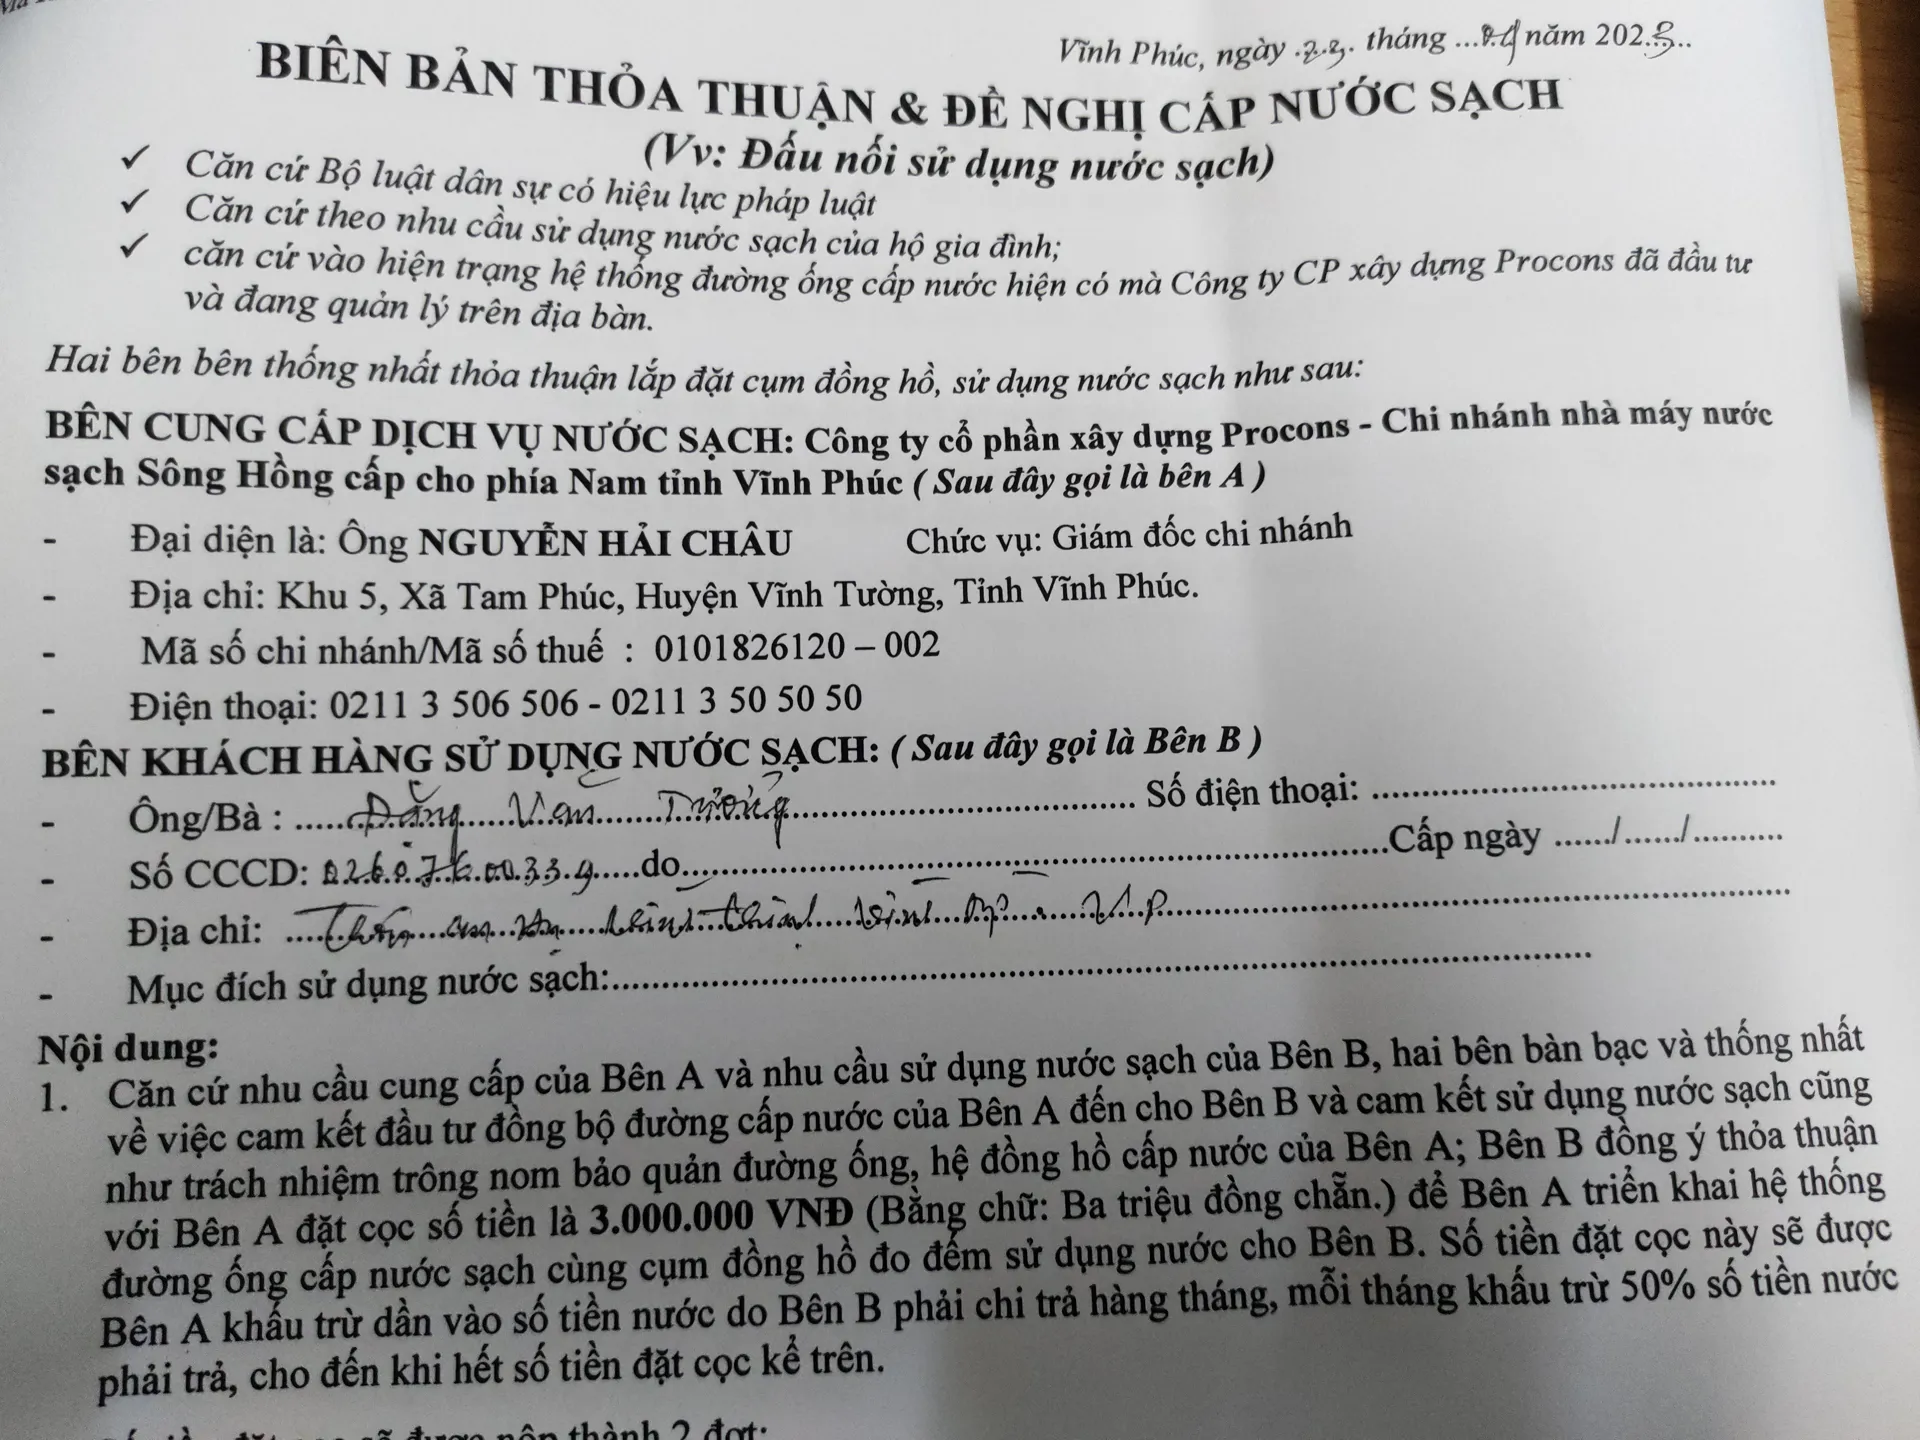 Vĩnh Phúc, ngày 23 tháng 04 năm 2025
BIÊN BẢN THỎA THUẬN & ĐỀ NGHỊ CẤP NƯỚC SẠCH
(Vv: Đấu nối sử dụng nước sạch)
✓ Căn cứ Bộ luật dân sự có hiệu lực pháp luật
✓ Căn cứ theo nhu cầu sử dụng nước sạch của hộ gia đình;
✓ căn cứ vào hiện trạng hệ thống đường ống cấp nước hiện có mà Công ty CP xây dựng Procons đã đầu tư
và đang quản lý trên địa bàn.
Hai bên bên thống nhất thỏa thuận lắp đặt cụm đồng hồ, sử dụng nước sạch như sau:
BÊN CUNG CẤP DỊCH VỤ NƯỚC SẠCH: Công ty cổ phần xây dựng Procons - Chi nhánh nhà máy nước
sạch Sông Hồng cấp cho phía Nam tỉnh Vĩnh Phúc ( Sau đây gọi là bên A )
- Đại diện là: Ông NGUYỄN HẢI CHÂU Chức vụ: Giám đốc chi nhánh
- Địa chỉ: Khu 5, Xã Tam Phúc, Huyện Vĩnh Tường, Tỉnh Vĩnh Phúc.
- Mã số chi nhánh/Mã số thuế : 0101826120 – 002
- Điện thoại: 0211 3 506 506 - 0211 3 50 50 50
BÊN KHÁCH HÀNG SỬ DỤNG NƯỚC SẠCH: ( Sau đây gọi là Bên B )
- Ông/Bà : Đặng Văn Trưởng Số điện thoại:
- Số CCCD: do Cấp ngày ....../....../..........
- Địa chỉ: Thôn V.P
- Mục đích sử dụng nước sạch:
Nội dung:
1. Căn cứ nhu cầu cung cấp của Bên A và nhu cầu sử dụng nước sạch của Bên B, hai bên bàn bạc và thống nhất
về việc cam kết đầu tư đồng bộ đường cấp nước của Bên A đến cho Bên B và cam kết sử dụng nước sạch cũng
như trách nhiệm trông nom bảo quản đường ống, hệ đồng hồ cấp nước của Bên A; Bên B đồng ý thỏa thuận
với Bên A đặt cọc số tiền là 3.000.000 VNĐ (Bằng chữ: Ba triệu đồng chẵn.) để Bên A triển khai hệ thống
đường ống cấp nước sạch cùng cụm đồng hồ đo đếm sử dụng nước cho Bên B. Số tiền đặt cọc này sẽ được
Bên A khấu trừ dần vào số tiền nước do Bên B phải chi trả hàng tháng, mỗi tháng khấu trừ 50% số tiền nước
phải trả, cho đến khi hết số tiền đặt cọc kể trên.
được nộp thành 2 đợt: